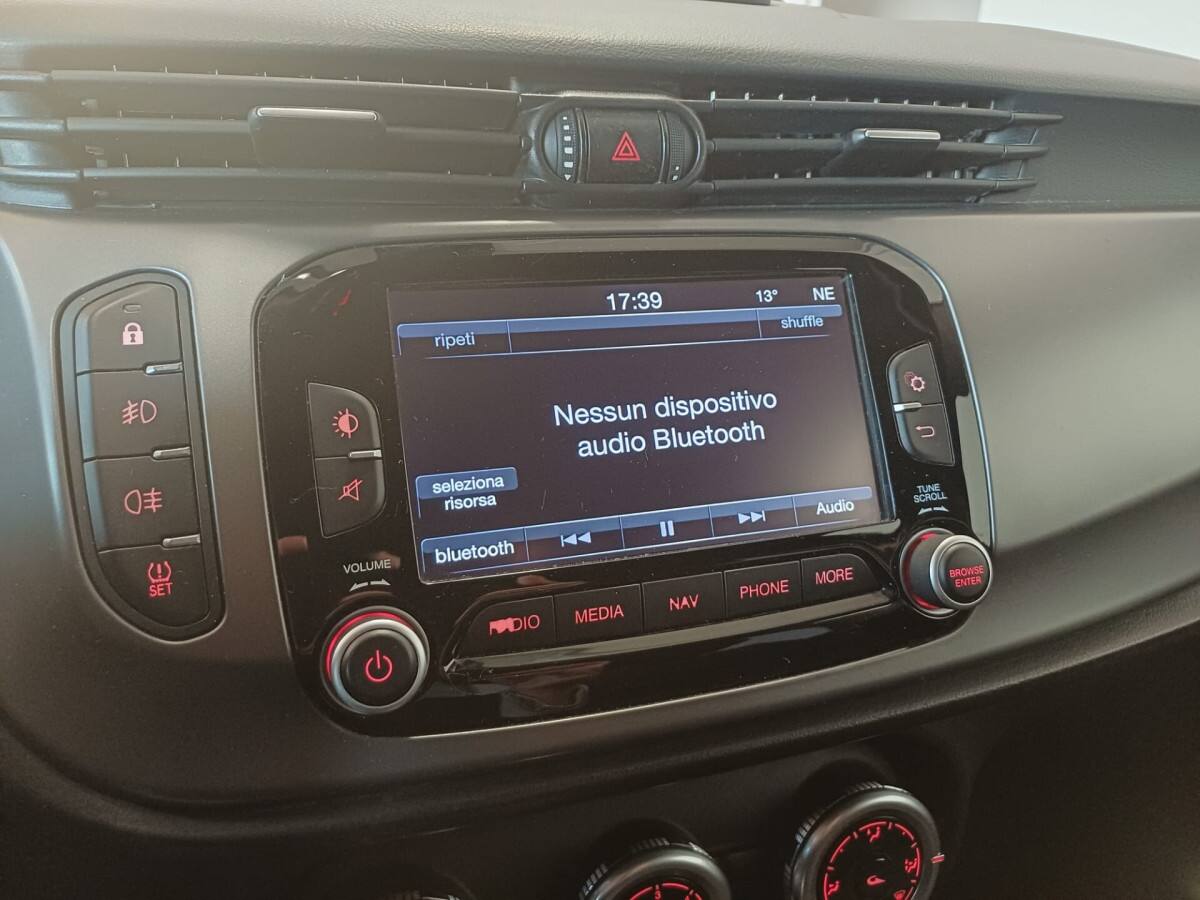 17:39 13° NE
ripeti shuffle
Nessun dispositivo
audio Bluetooth
seleziona
risorsa
bluetooth Audio
SET
VOLUME
TUNE
SCROLL
BROWSE
ENTER
MEDIA NAV PHONE MORE